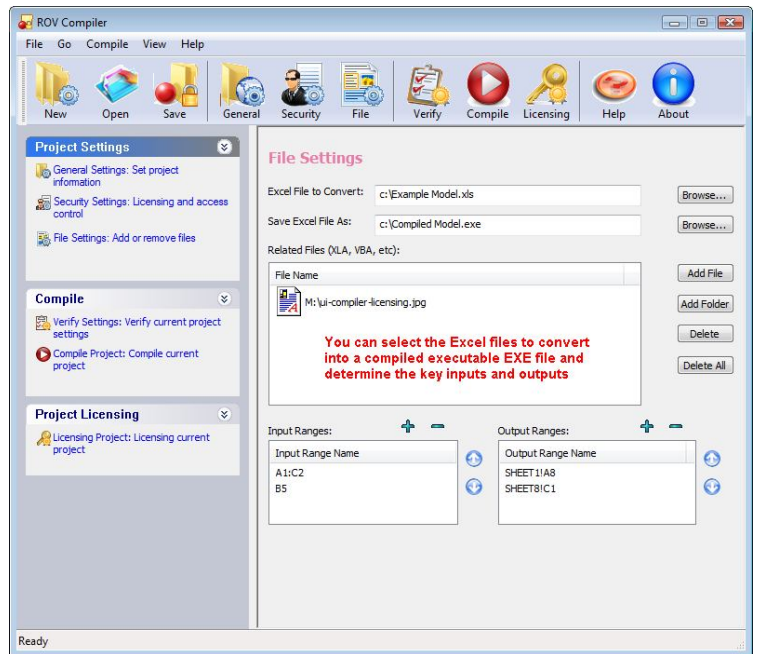 ROV Compiler
File Go Compile View Help
New Open Save General Security File Verify Compile Licensing Help About
Project Settings
General Settings: Set project
information
Security Settings: Licensing and access
control
File Settings: Add or remove files
Compile
Verify Settings: Verify current project
settings
Compile Project: Compile current
project
Project Licensing
Licensing Project: Licensing current
project
File Settings
Excel File to Convert: c:\Example Model.xls Browse...
Save Excel File As: c:\Compiled Model.exe Browse...
Related Files (XLA, VBA, etc):
File Name
M:\ui-compiler-licensing.jpg
Add File
Add Folder
Delete
Delete All
You can select the Excel files to convert
into a compiled executable EXE file and
determine the key inputs and outputs
Input Ranges:
Input Range Name
A1:C2
B5
Output Ranges:
Output Range Name
SHEET1!A8
SHEET8!C1
Ready